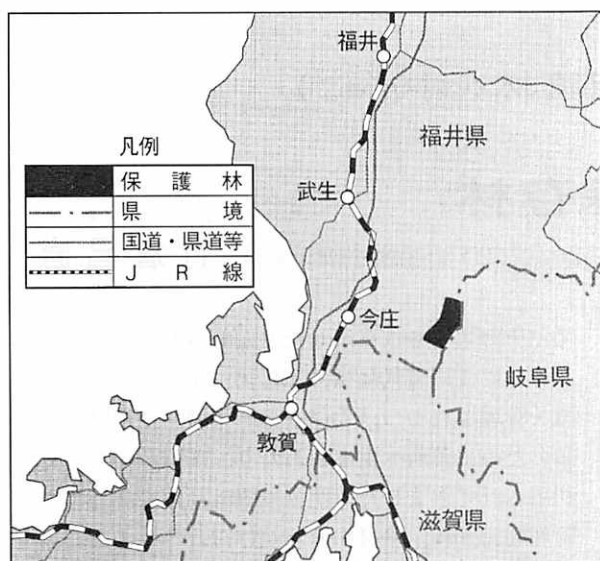 福井
福井県
凡例
保護林
県境
国道・県道等
JR線
武生
今庄
岐阜県
敦賀
滋賀県